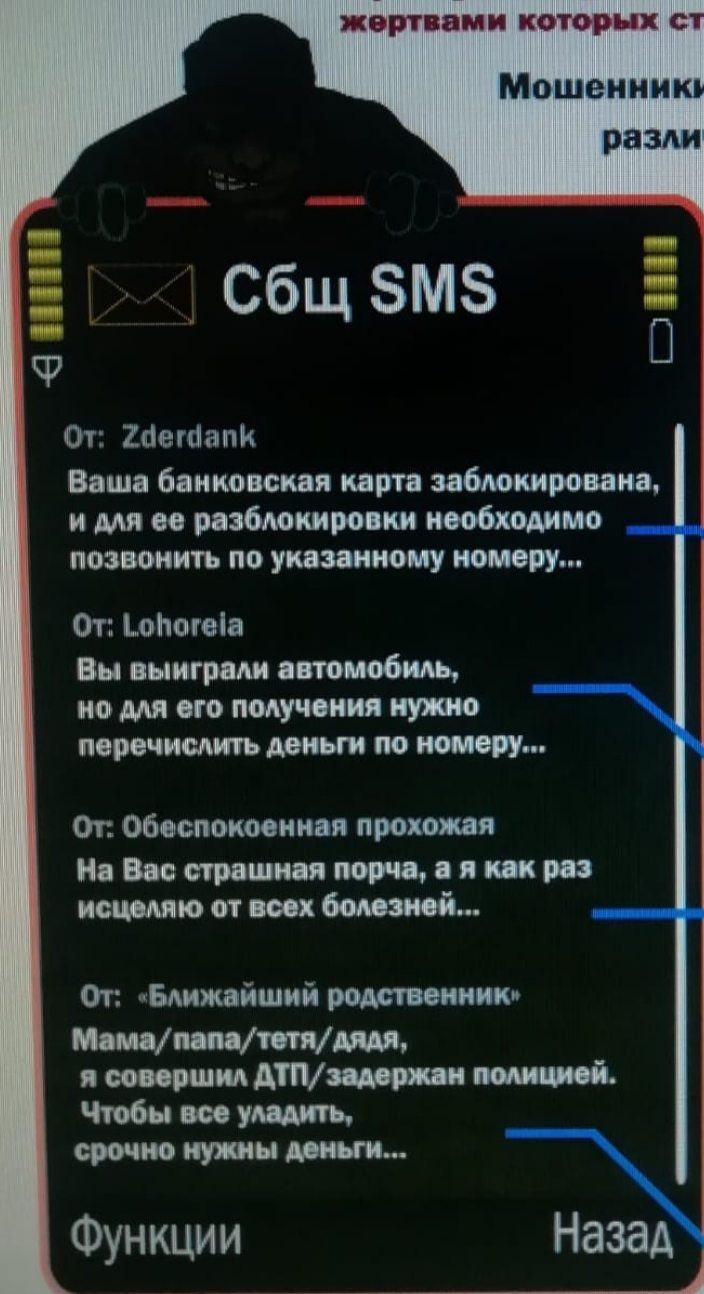 жертвами которых ст
Мошенники
разли
Сбщ SMS
От: Zderdank
Ваша банковская карта заблокирована,
и для ее разблокировки необходимо
позвонить по указанному номеру...
От: Lohoreia
Вы выиграли автомобиль,
но для его получения нужно
перечислить деньги по номеру...
От: Обеспокоенная прохожая
На Вас страшная порча, а я как раз
исцеляю от всех болезней...
От: «Ближайший родственник»
Мама/папа/тетя/дядя,
я совершил ДТП/задержан полицией.
Чтобы все уладить,
срочно нужны деньги...
Функции Назад